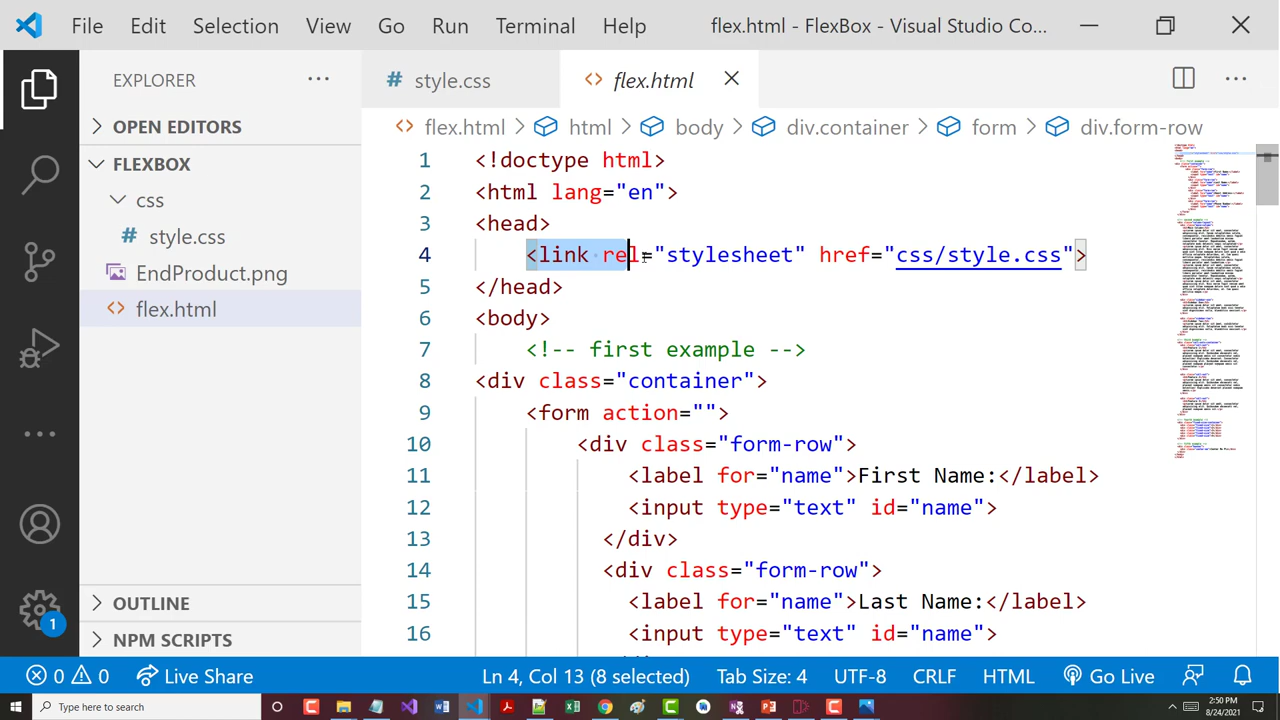 File Edit Selection View Go Run Terminal Help flex.html - FlexBox - Visual Studio Co...
EXPLORER
OPEN EDITORS
FLEXBOX
css
style.css
EndProduct.png
flex.html
OUTLINE
NPM SCRIPTS
1
style.css flex.html
flex.html > html > body > div.container > form > div.form-row
1 <!doctype html>
2 <html lang="en">
3 <head>
4 <link rel="stylesheet" href="css/style.css">
5 </head>
6 <body>
7 <!-- first example -->
8 <div class="container">
9 <form action="">
10 <div class="form-row">
11 <label for="name">First Name:</label>
12 <input type="text" id="name">
13 </div>
14 <div class="form-row">
15 <label for="name">Last Name:</label>
16 <input type="text" id="name">
0 0 Live Share Ln 4, Col 13 (8 selected) Tab Size: 4 UTF-8 CRLF HTML Go Live
Type here to search
2:50 PM
8/24/2021